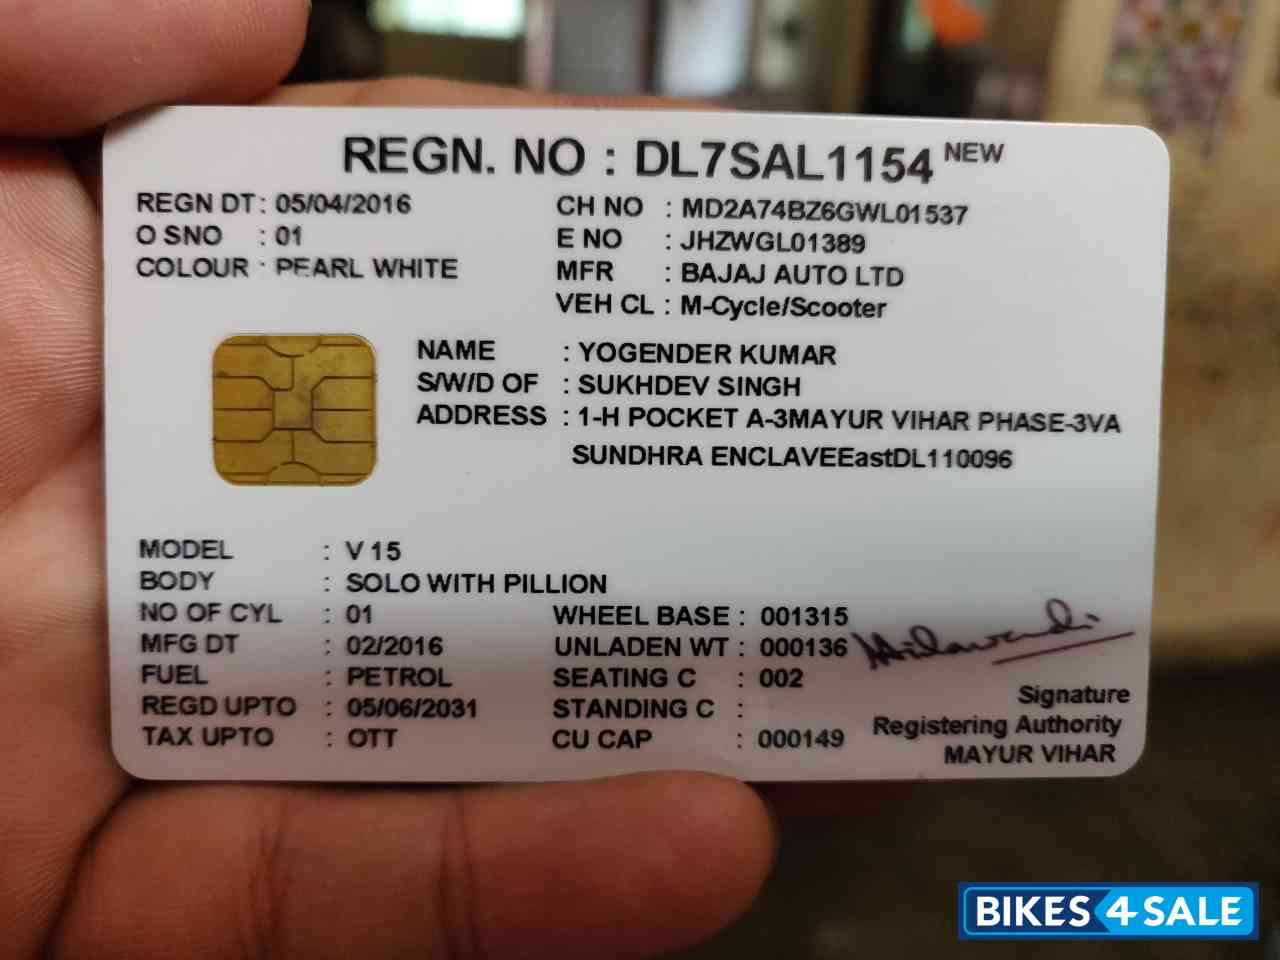 REGN. NO : DL7SAL1154 NEW
REGN DT : 05/04/2016
O SNO : 01
COLOUR : PEARL WHITE
CH NO : MD2A74BZ6GWL01537
E NO : JHZWGL01389
MFR : BAJAJ AUTO LTD
VEH CL : M-Cycle/Scooter
NAME : YOGENDER KUMAR
S/W/D OF : SUKHDEV SINGH
ADDRESS : 1-H POCKET A-3MAYUR VIHAR PHASE-3VA
SUNDHRA ENCLAVEEastDL110096
MODEL : V 15
BODY : SOLO WITH PILLION
NO OF CYL : 01
MFG DT : 02/2016
FUEL : PETROL
REGD UPTO : 05/06/2031
TAX UPTO : OTT
WHEEL BASE : 001315
UNLADEN WT : 000136
SEATING C : 002
STANDING C :
CU CAP : 000149
Signature
Registering Authority
MAYUR VIHAR
BIKES4SALE